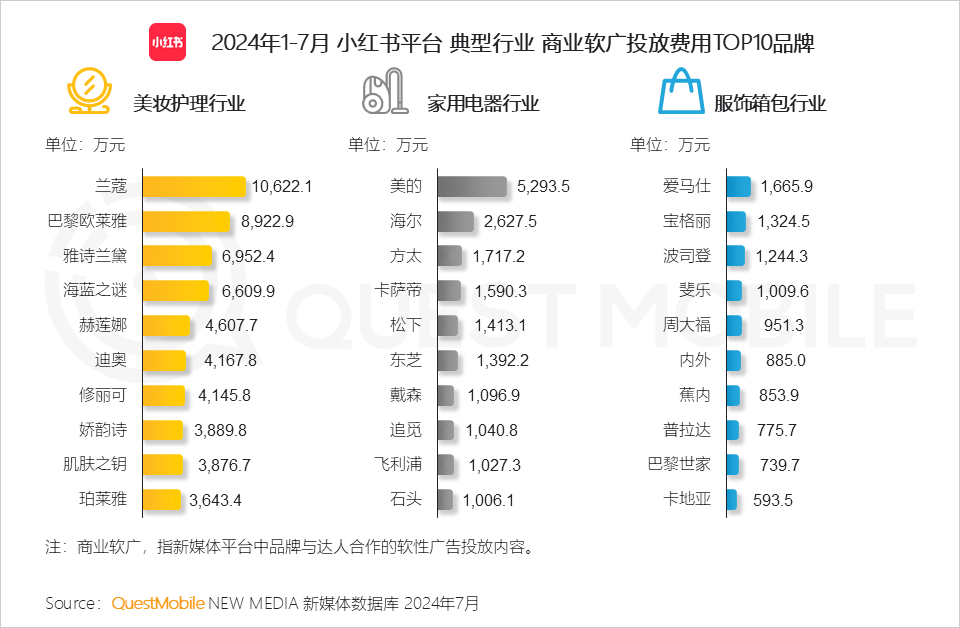 小红书
2024年1-7月 小红书平台 典型行业 商业软广投放费用TOP10品牌
美妆护理行业
单位：万元
兰蔻 10,622.1
巴黎欧莱雅 8,922.9
雅诗兰黛 6,952.4
海蓝之谜 6,609.9
赫莲娜 4,607.7
迪奥 4,167.8
修丽可 4,145.8
娇韵诗 3,889.8
肌肤之钥 3,876.7
珀莱雅 3,643.4
家用电器行业
单位：万元
美的 5,293.5
海尔 2,627.5
方太 1,717.2
卡萨帝 1,590.3
松下 1,413.1
东芝 1,392.2
戴森 1,096.9
追觅 1,040.8
飞利浦 1,027.3
石头 1,006.1
服饰箱包行业
单位：万元
爱马仕 1,665.9
宝格丽 1,324.5
波司登 1,244.3
斐乐 1,009.6
周大福 951.3
内外 885.0
蕉内 853.9
普拉达 775.7
巴黎世家 739.7
卡地亚 593.5
QUEST MOBILE
注：商业软广，指新媒体平台中品牌与达人合作的软性广告投放内容。
Source：QuestMobile NEW MEDIA 新媒体数据库 2024年7月